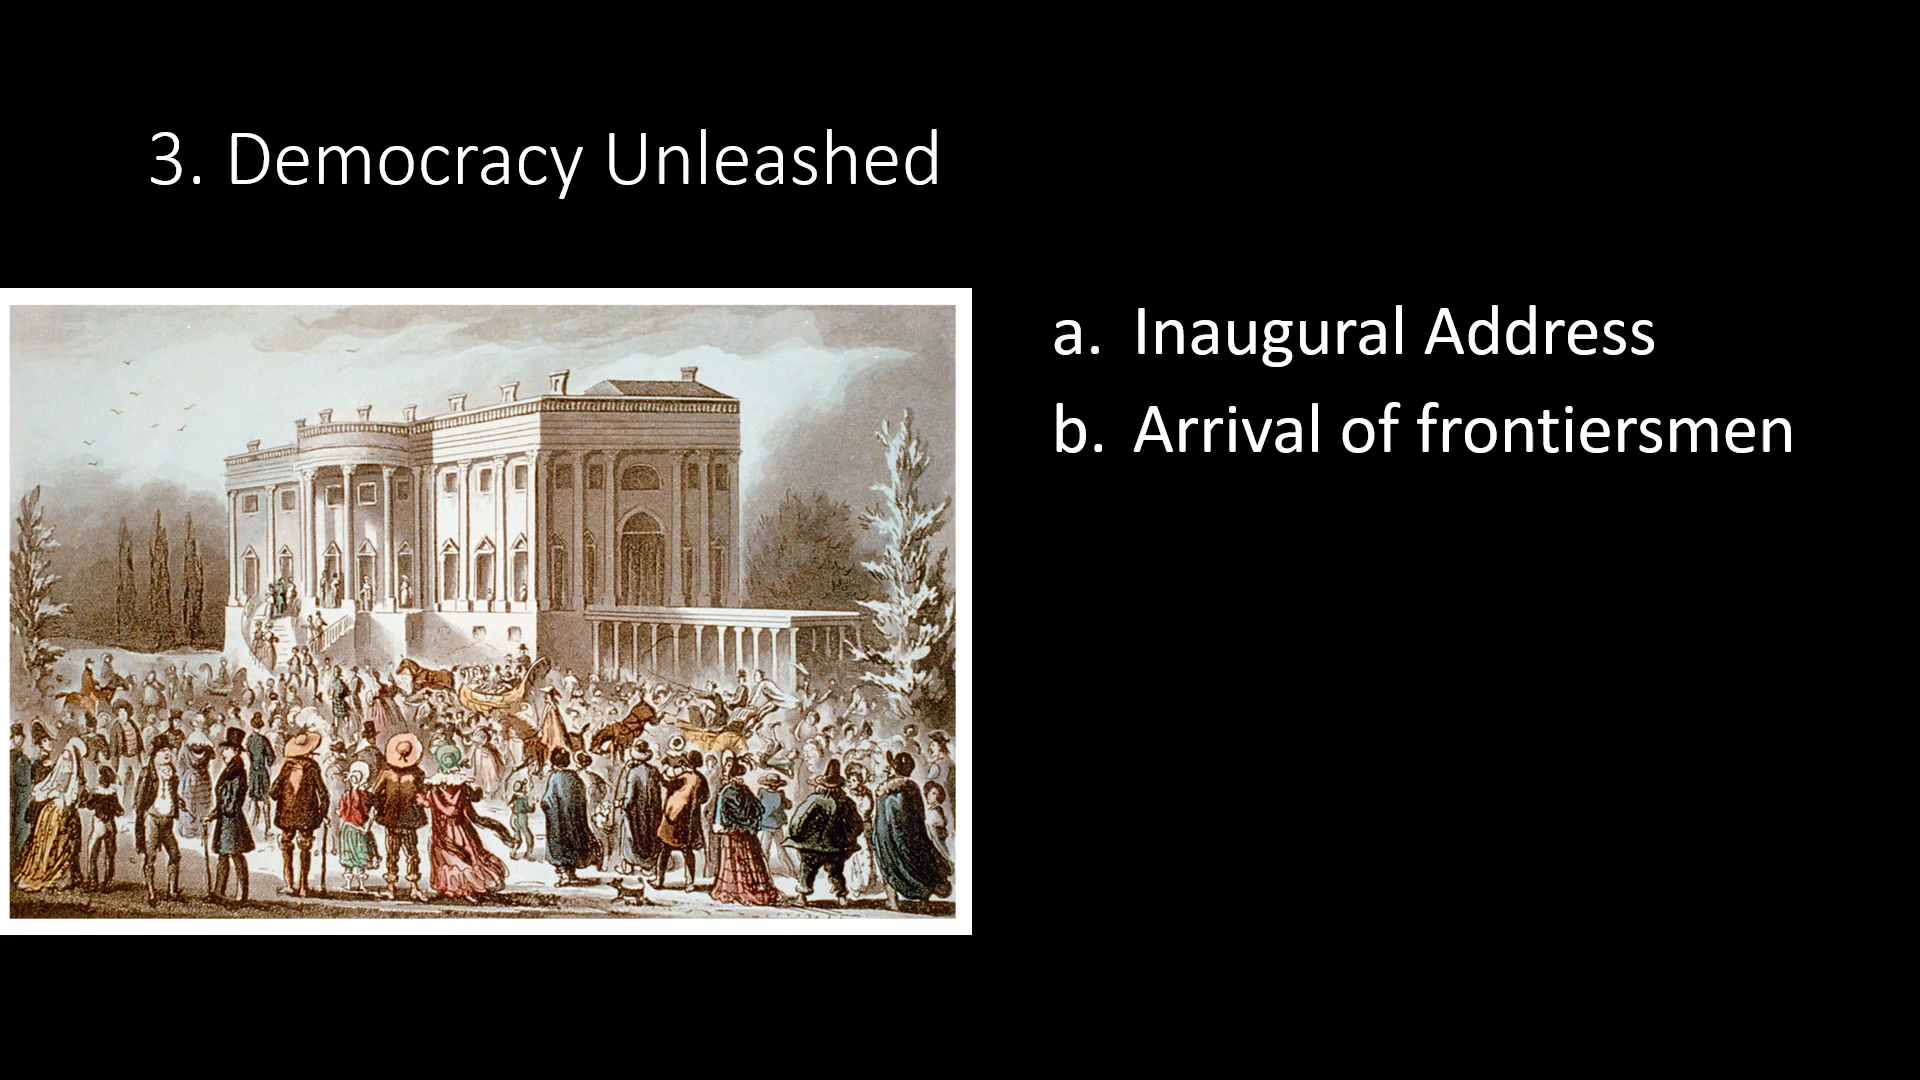 3. Democracy Unleashed
a. Inaugural Address
b. Arrival of frontiersmen